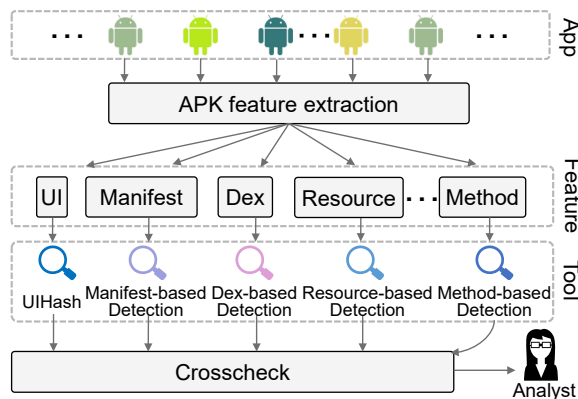 ... ... ...
App
APK feature extraction
UI Manifest Dex Resource ... Method
Feature
UIHash
Manifest-based Detection
Dex-based Detection
Resource-based Detection
Method-based Detection
Tool
Crosscheck
Analyst